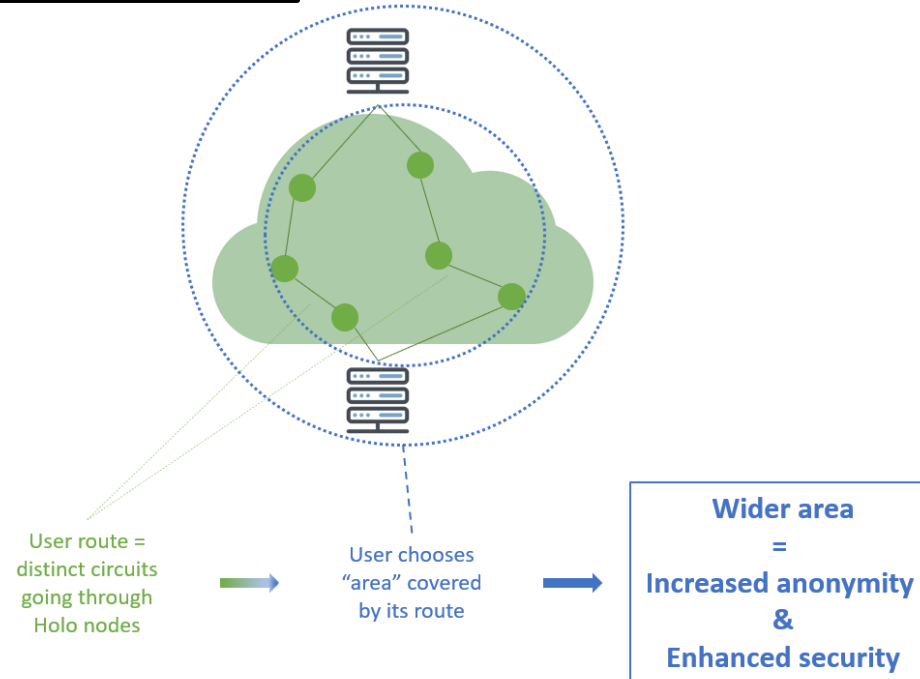 User route =
distinct circuits
going through
Holo nodes
User chooses
“area” covered
by its route
Wider area
=
Increased anonymity
&
Enhanced security